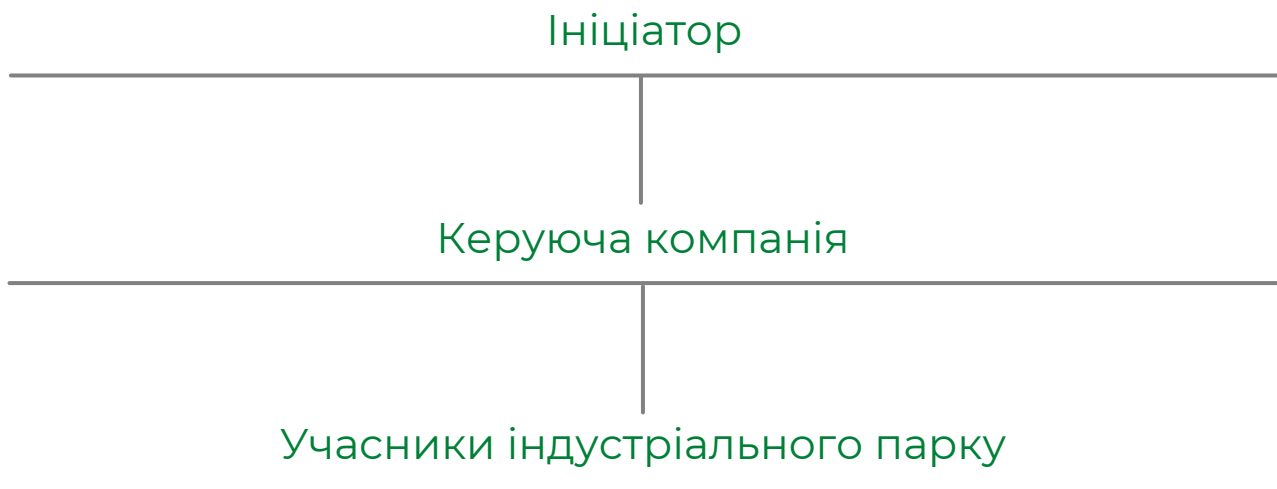 Ініціатор
Керуюча компанія
Учасники індустріального парку